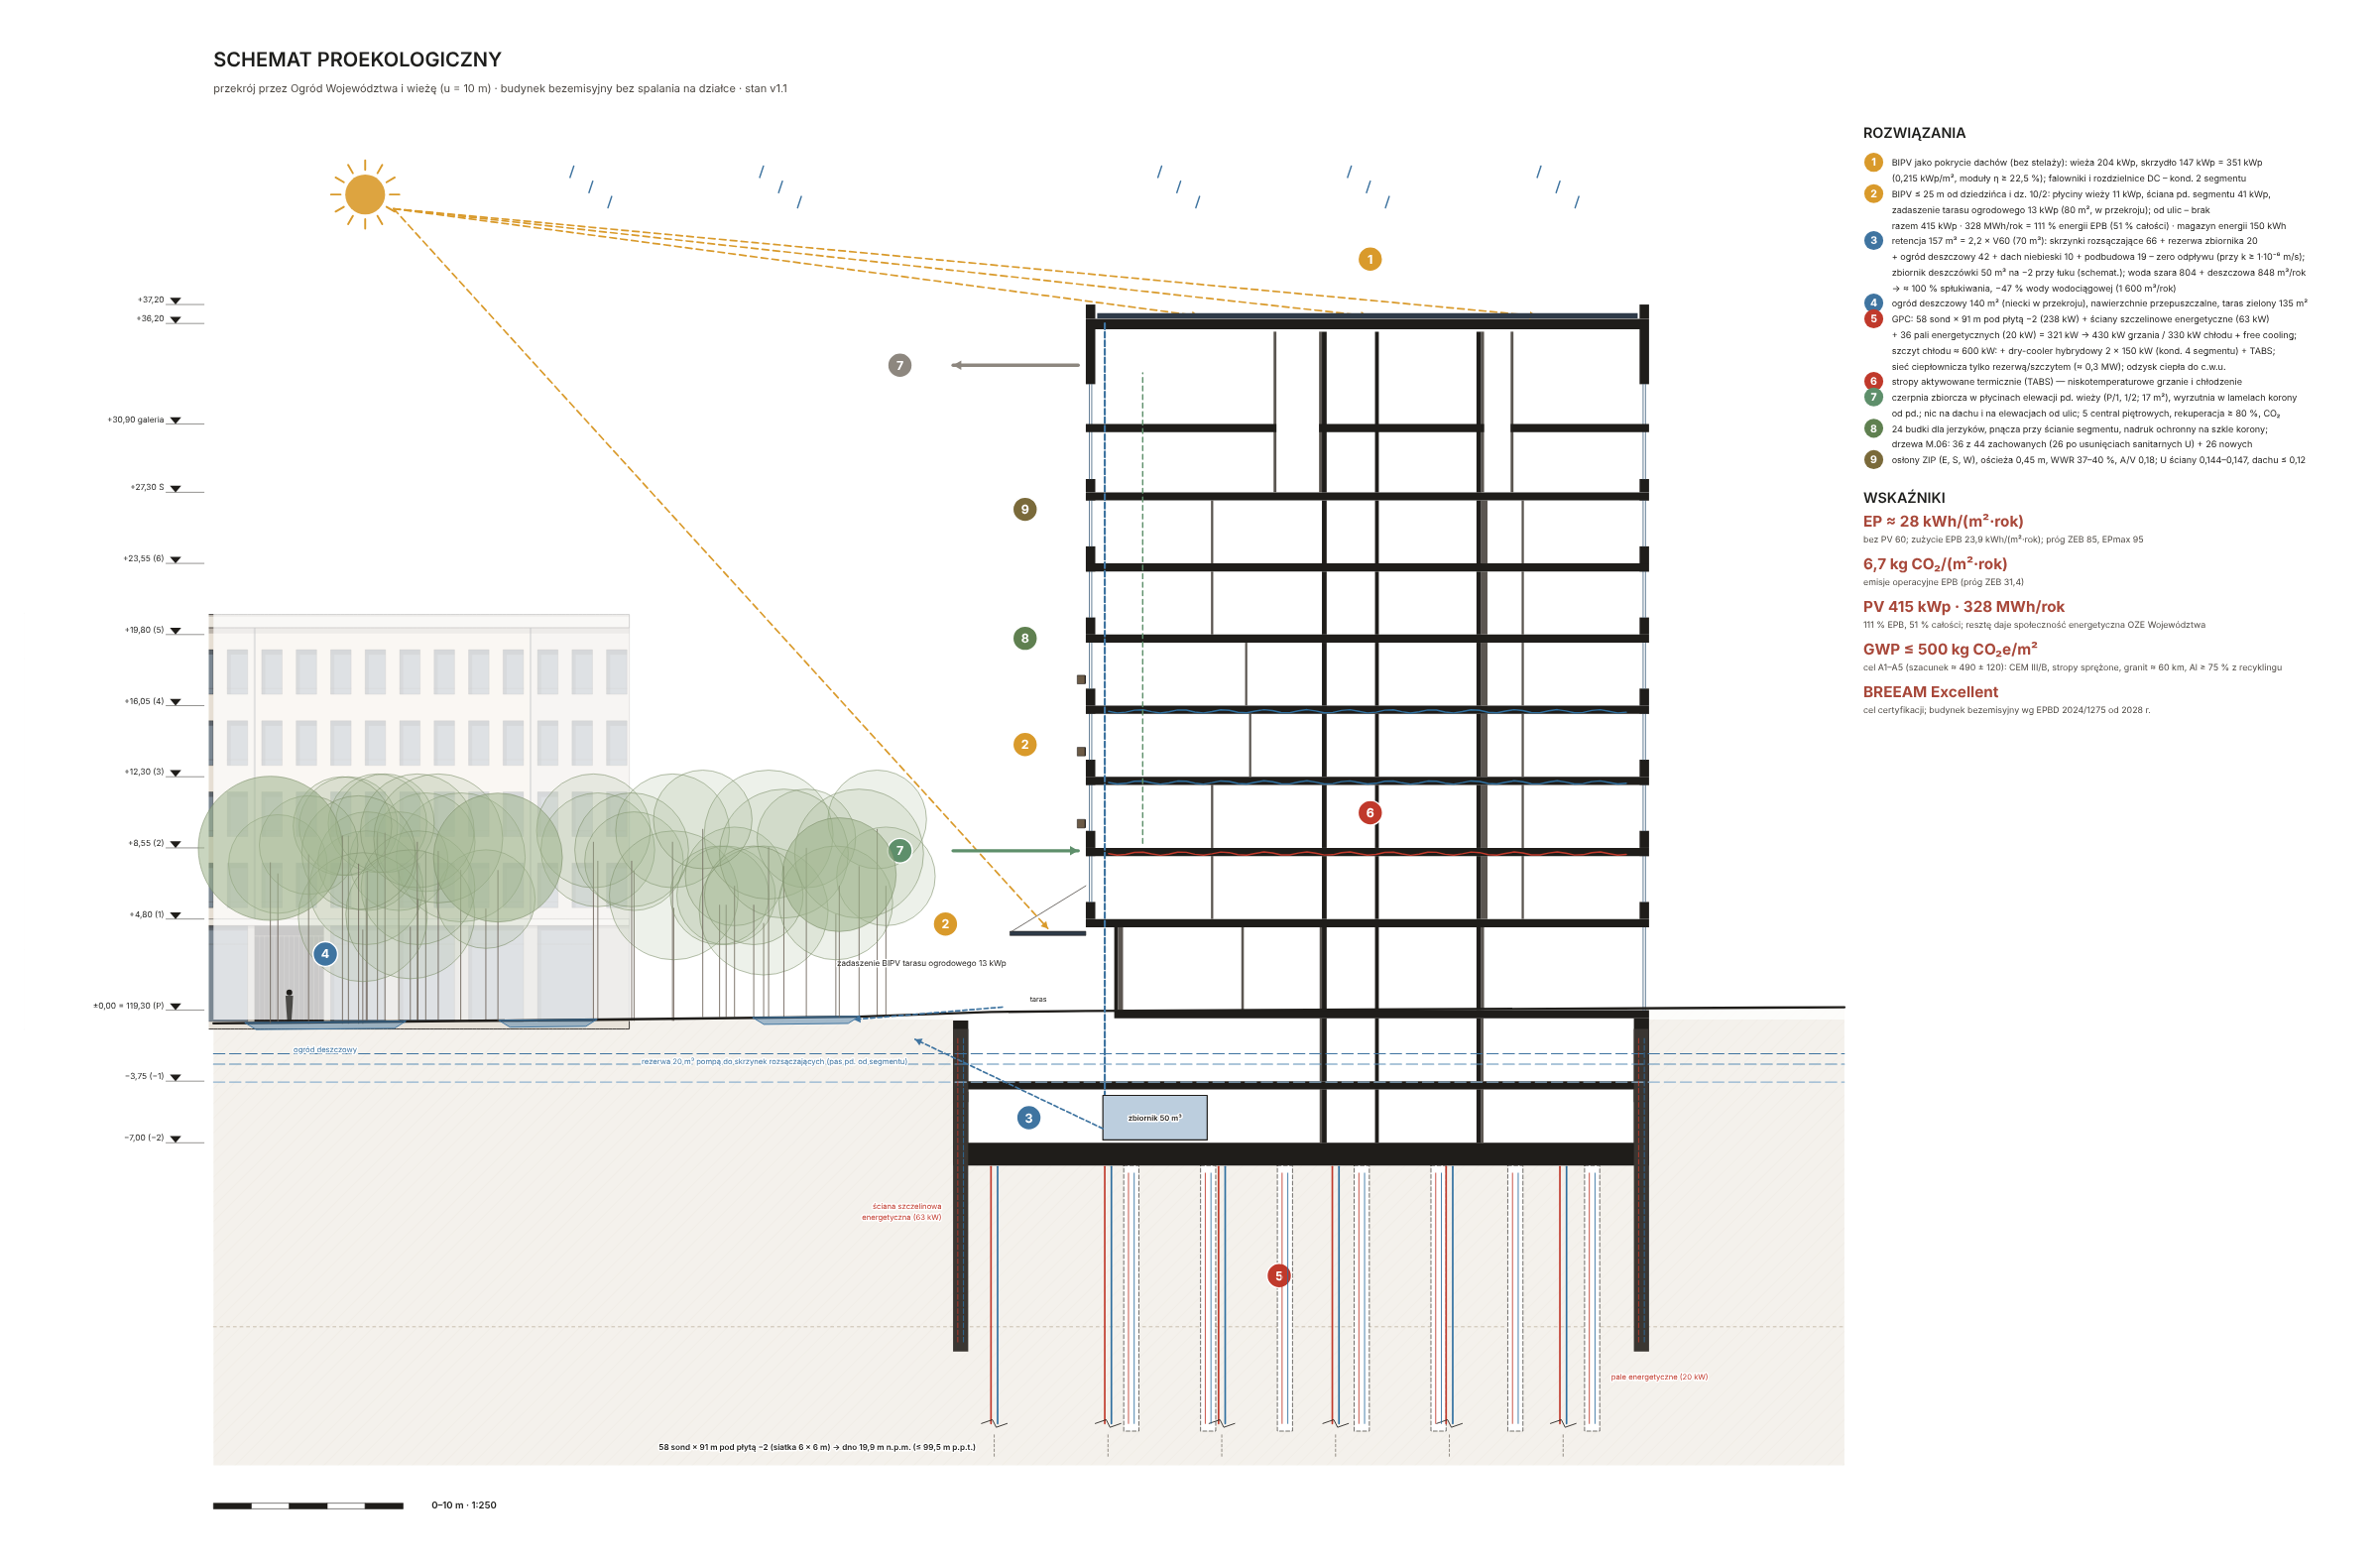 SCHEMAT PROEKOLOGICZNY
przekrój przez Ogród Województwa i wieżę (u = 10 m) · budynek bezemisyjny bez spalania na działce · stan v1.1
ROZWIĄZANIA
1 BIPV jako pokrycie dachów (bez stelaży): wieża 204 kWp, skrzydło 147 kWp = 351 kWp
(0,215 kWp/m², moduły η ≥ 22,5 %); falowniki i rozdzielnice DC – kond. 2 segmentu
2 BIPV ≤ 25 m od dziedzińca i dz. 10/2: płyciny wieży 11 kWp, ściana pd. segmentu 41 kWp,
zadaszenie tarasu ogrodowego 13 kWp (80 m², w przekroju); od ulic – brak
razem 415 kWp · 328 MWh/rok = 111 % energii EPB (51 % całości) · magazyn energii 150 kWh
3 retencja 157 m³ = 2,2 × V60 (70 m³): skrzynki rozsączające 66 + rezerwa zbiornika 20
+ ogród deszczowy 42 + dach niebieski 10 + podbudowa 19 – zero odpływu (przy k ≥ 1·10⁻⁶ m/s);
zbiornik deszczówki 50 m³ na −2 przy łuku (schemat.); woda szara 804 + deszczowa 848 m³/rok
→ ≈ 100 % spłukiwania, −47 % wody wodociągowej (1 600 m³/rok)
4 ogród deszczowy 140 m² (niecki w przekroju), nawierzchnie przepuszczalne, taras zielony 135 m²
5 GPC: 58 sond × 91 m pod płytą −2 (238 kW) + ściany szczelinowe energetyczne (63 kW)
+ 36 pali energetycznych (20 kW) = 321 kW → 430 kW grzania / 330 kW chłodu + free cooling;
szczyt chłodu ≈ 600 kW: + dry-cooler hybrydowy 2 × 150 kW (kond. 4 segmentu) + TABS;
sieć ciepłownicza tylko rezerwą/szczytem (≈ 0,3 MW); odzysk ciepła do c.w.u.
6 stropy aktywowane termicznie (TABS) — niskotemperaturowe grzanie i chłodzenie
7 czerpnia zbiorcza w płycinach elewacji pd. wieży (P/1, 1/2; 17 m²), wyrzutnia w lamelach korony
od pd.; nic na dachu i na elewacjach od ulic; 5 central piętrowych, rekuperacja ≥ 80 %, CO₂
8 24 budki dla jerzyków, pnącza przy ścianie segmentu, nadruk ochronny na szkle korony;
drzewa M.06: 36 z 44 zachowanych (26 po usunięciach sanitarnych U) + 26 nowych
9 osłony ZIP (E, S, W), ościeża 0,45 m, WWR 37–40 %, A/V 0,18; U ściany 0,144–0,147, dachu ≤ 0,12
WSKAŹNIKI
EP ≈ 28 kWh/(m²·rok)
bez PV 60; zużycie EPB 23,9 kWh/(m²·rok); próg ZEB 85, EPmax 95
6,7 kg CO₂/(m²·rok)
emisje operacyjne EPB (próg ZEB 31,4)
PV 415 kWp · 328 MWh/rok
111 % EPB, 51 % całości; resztę daje społeczność energetyczna OZE Województwa
GWP ≤ 500 kg CO₂e/m²
cel A1–A5 (szacunek ≈ 490 ± 120): CEM III/B, stropy sprężone, granit ≈ 60 km, Al ≥ 75 % z recyklingu
BREEAM Excellent
cel certyfikacji; budynek bezemisyjny wg EPBD 2024/1275 od 2028 r.
1
+37,20
+36,20
7
+30,90 galeria
+27,30 S
9
+23,55 (6)
+19,80 (5)
8
+16,05 (4)
2
+12,30 (3)
6
+8,55 (2)
7
+4,80 (1)
2
4
zadaszenie BIPV tarasu ogrodowego 13 kWp
taras
±0,00 = 119,30 (P)
ogród deszczowy
rezerwa 20 m³ pompą do skrzynek rozsączających (pas pd. od segmentu)
−3,75 (−1)
3
zbiornik 50 m³
−7,00 (−2)
ściana szczelinowa
energetyczna (63 kW)
5
pale energetyczne (20 kW)
58 sond × 91 m pod płytą −2 (siatka 6 × 6 m) → dno 19,9 m n.p.m. (≤ 99,5 m p.p.t.)
0–10 m · 1:250